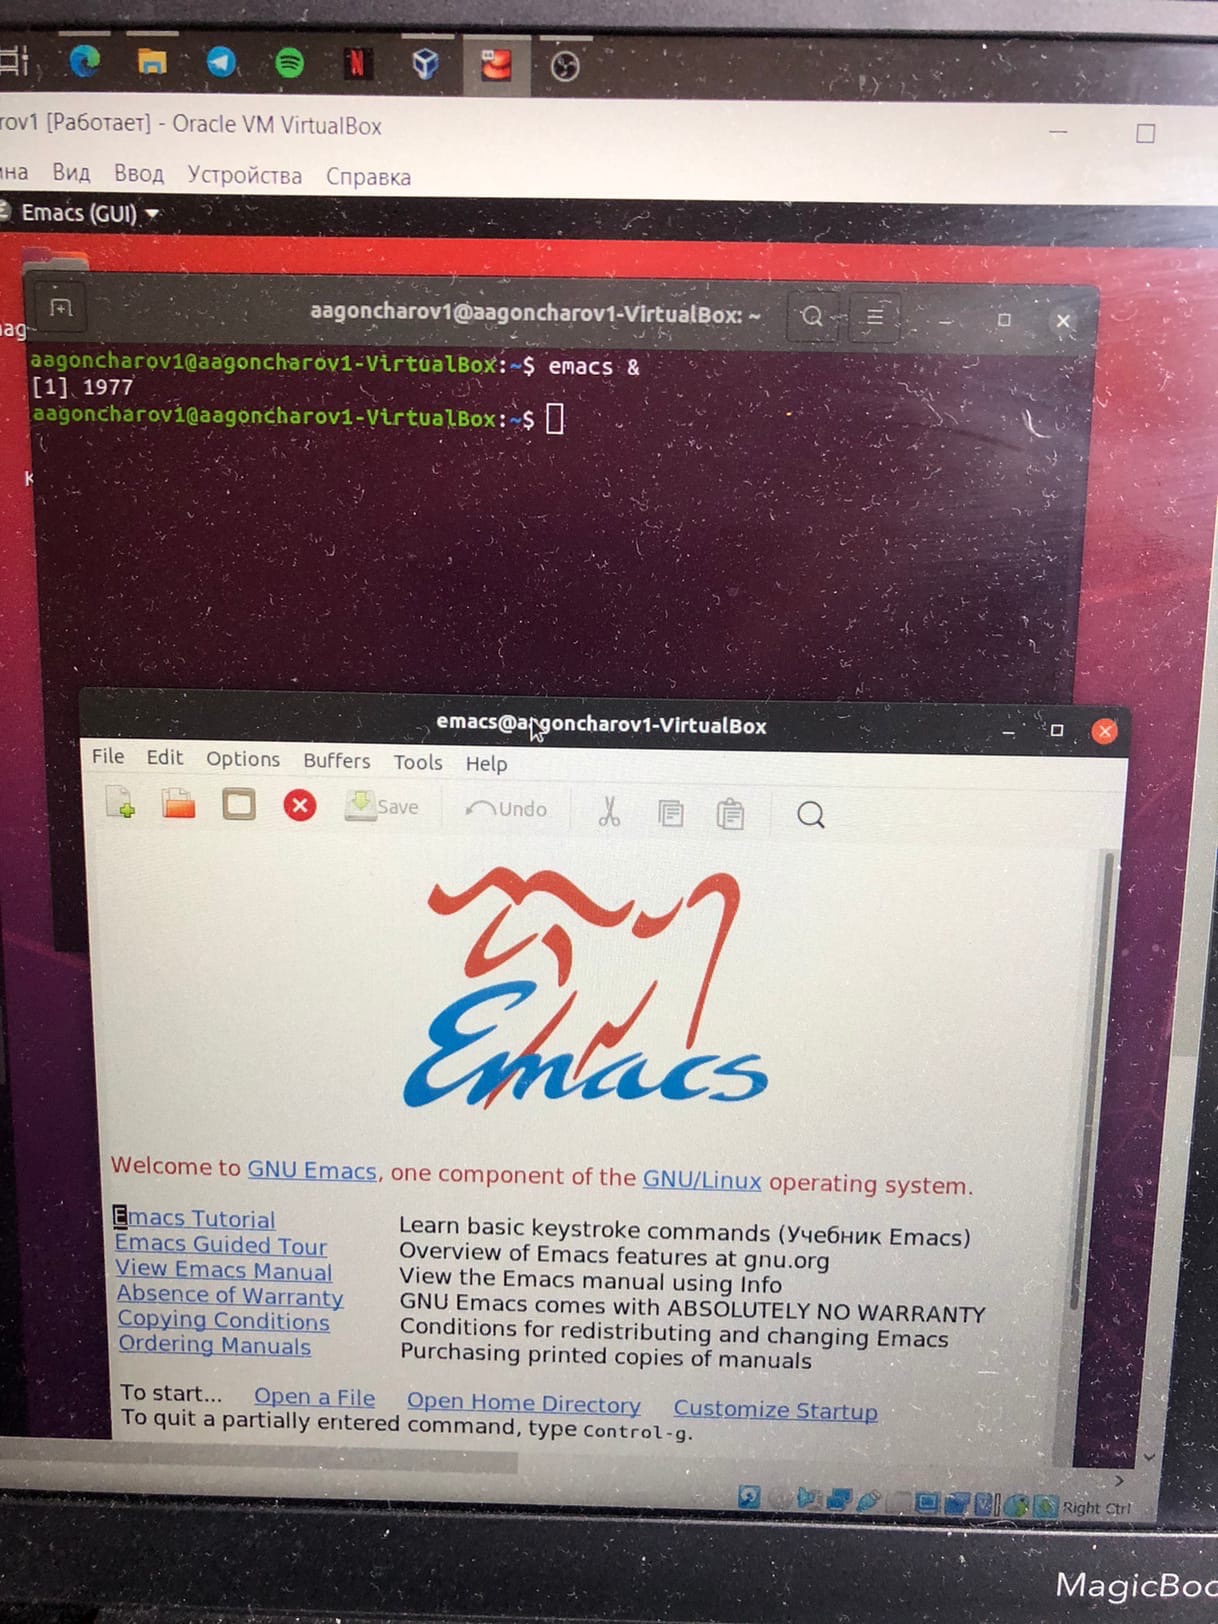 [Работает] - Oracle VM VirtualBox
Вид Ввод Устройства Справка
Emacs (GUI)
aagoncharov1@aagoncharov1-VirtualBox: ~
aagoncharov1@aagoncharov1-VirtualBox:~$ emacs &
[1] 1977
aagoncharov1@aagoncharov1-VirtualBox:~$
emacs@aagoncharov1-VirtualBox
File Edit Options Buffers Tools Help
Save Undo
Emacs
Welcome to GNU Emacs, one component of the GNU/Linux operating system.
Emacs Tutorial Learn basic keystroke commands (Учебник Emacs)
Emacs Guided Tour Overview of Emacs features at gnu.org
View Emacs Manual View the Emacs manual using Info
Absence of Warranty GNU Emacs comes with ABSOLUTELY NO WARRANTY
Copying Conditions Conditions for redistributing and changing Emacs
Ordering Manuals Purchasing printed copies of manuals
To start... Open a File Open Home Directory Customize Startup
To quit a partially entered command, type Control-g.
Right Ctrl